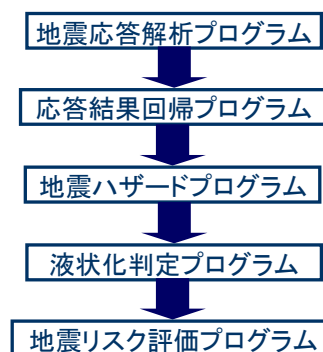 地震応答解析プログラム
応答結果回帰プログラム
地震ハザードプログラム
液状化判定プログラム
地震リスク評価プログラム